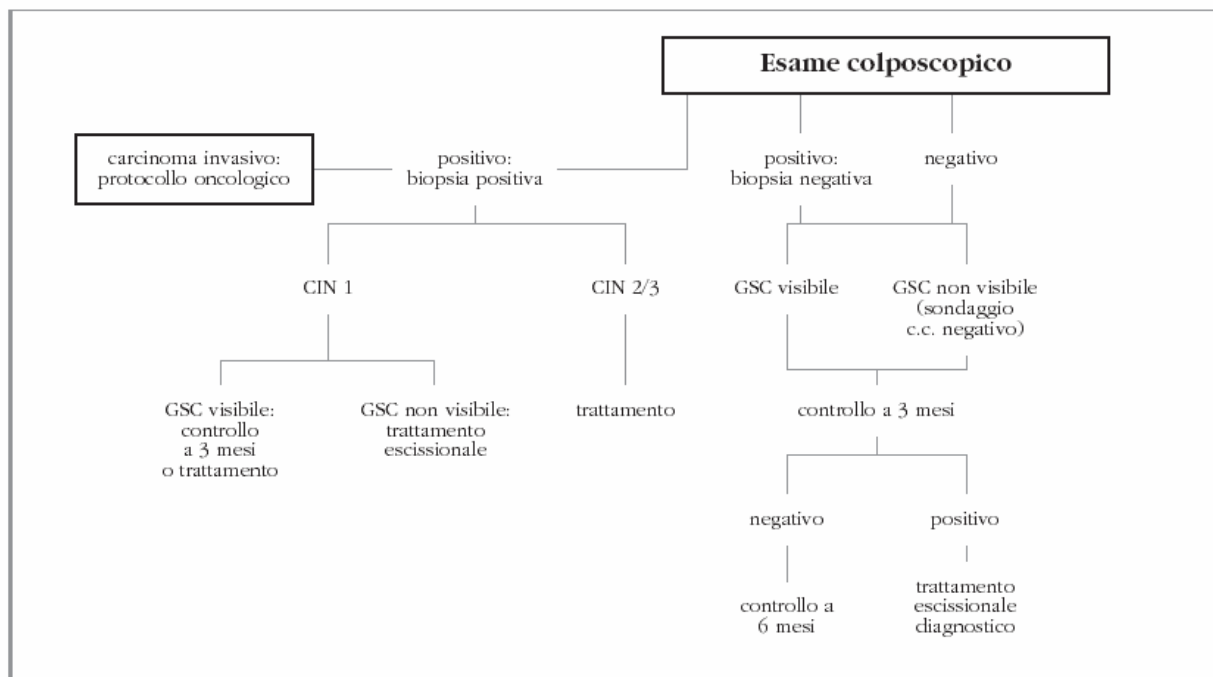 Esame colposcopico
carcinoma invasivo:
protocollo oncologico
positivo:
biopsia positiva
positivo:
biopsia negativa
negativo
CIN 1
CIN 2/3
GSC visibile
GSC non visibile
(sondaggio
c.c. negativo)
GSC visibile:
controllo
a 3 mesi
o trattamento
GSC non visibile:
trattamento
escissionale
trattamento
controllo a 3 mesi
negativo
positivo
controllo a
6 mesi
trattamento
escissionale
diagnostico